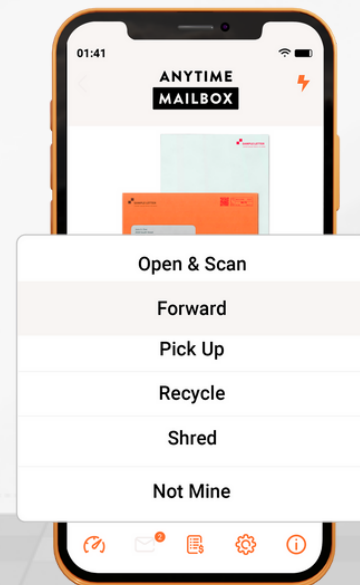 01:41
ANYTIME
MAILBOX
Open & Scan
Forward
Pick Up
Recycle
Shred
Not Mine
2